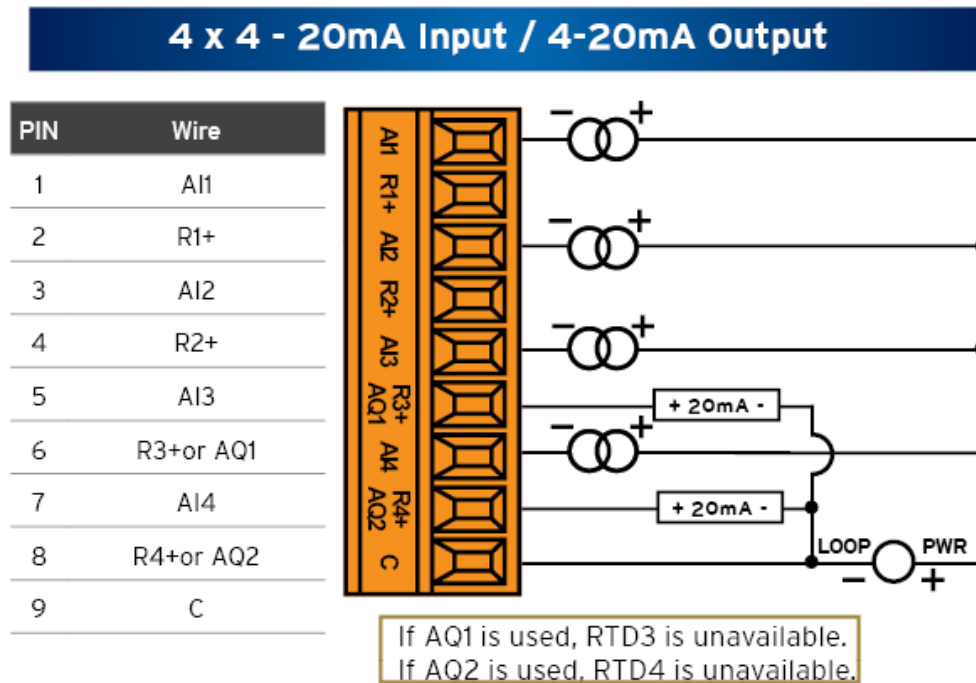 4 x 4 - 20mA Input / 4-20mA Output
PIN Wire
1 AI1
2 R1+
3 AI2
4 R2+
5 AI3
6 R3+or AQ1
7 AI4
8 R4+or AQ2
9 C
AI1
R1+
AI2
R2+
AI3
R3+
AQ1
AI4
R4+
AQ2
C
- +
- +
- +
+ 20mA -
- +
+ 20mA -
LOOP PWR
- +
If AQ1 is used, RTD3 is unavailable.
If AQ2 is used, RTD4 is unavailable.